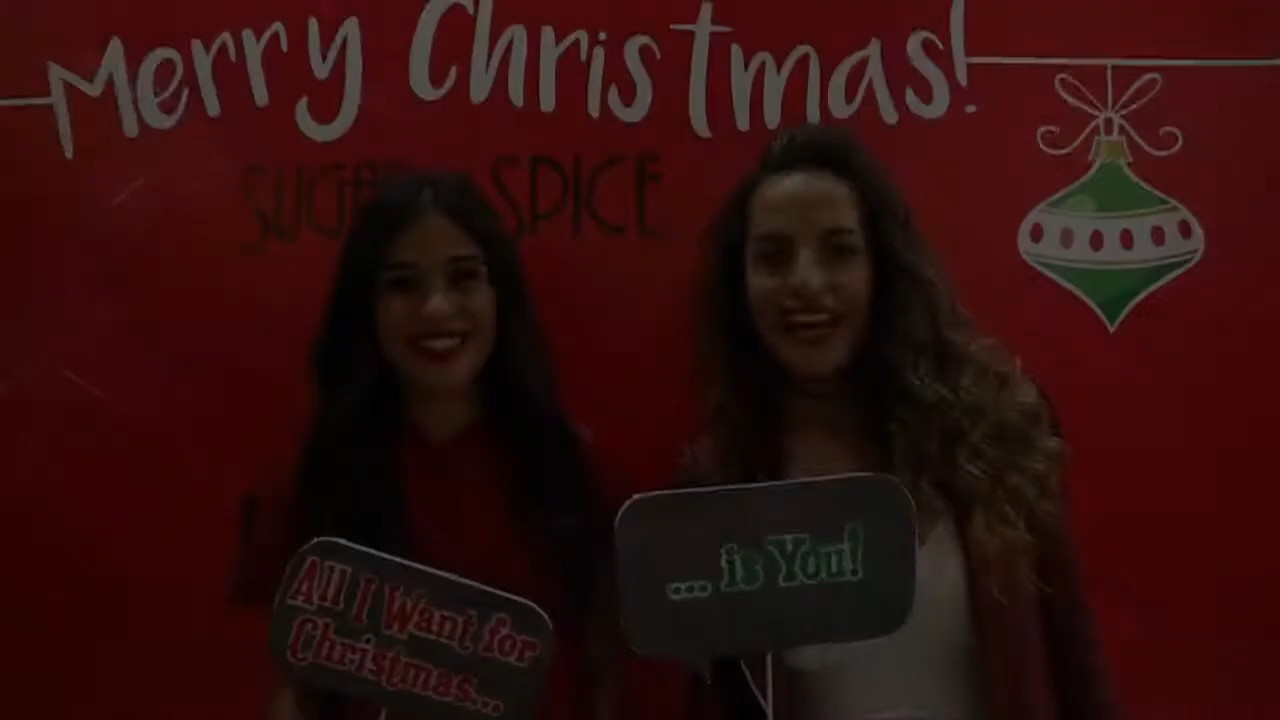 Merry Christmas!
SPICE
All I Want for
Christmas...
... is You!